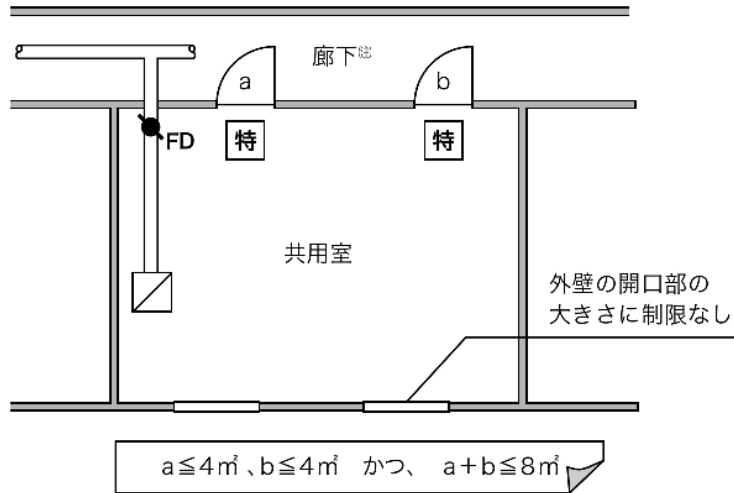 廊下注
a
b
FD
特
特
共用室
外壁の開口部の
大きさに制限なし
a≦4㎡、b≦4㎡ かつ、 a+b≦8㎡